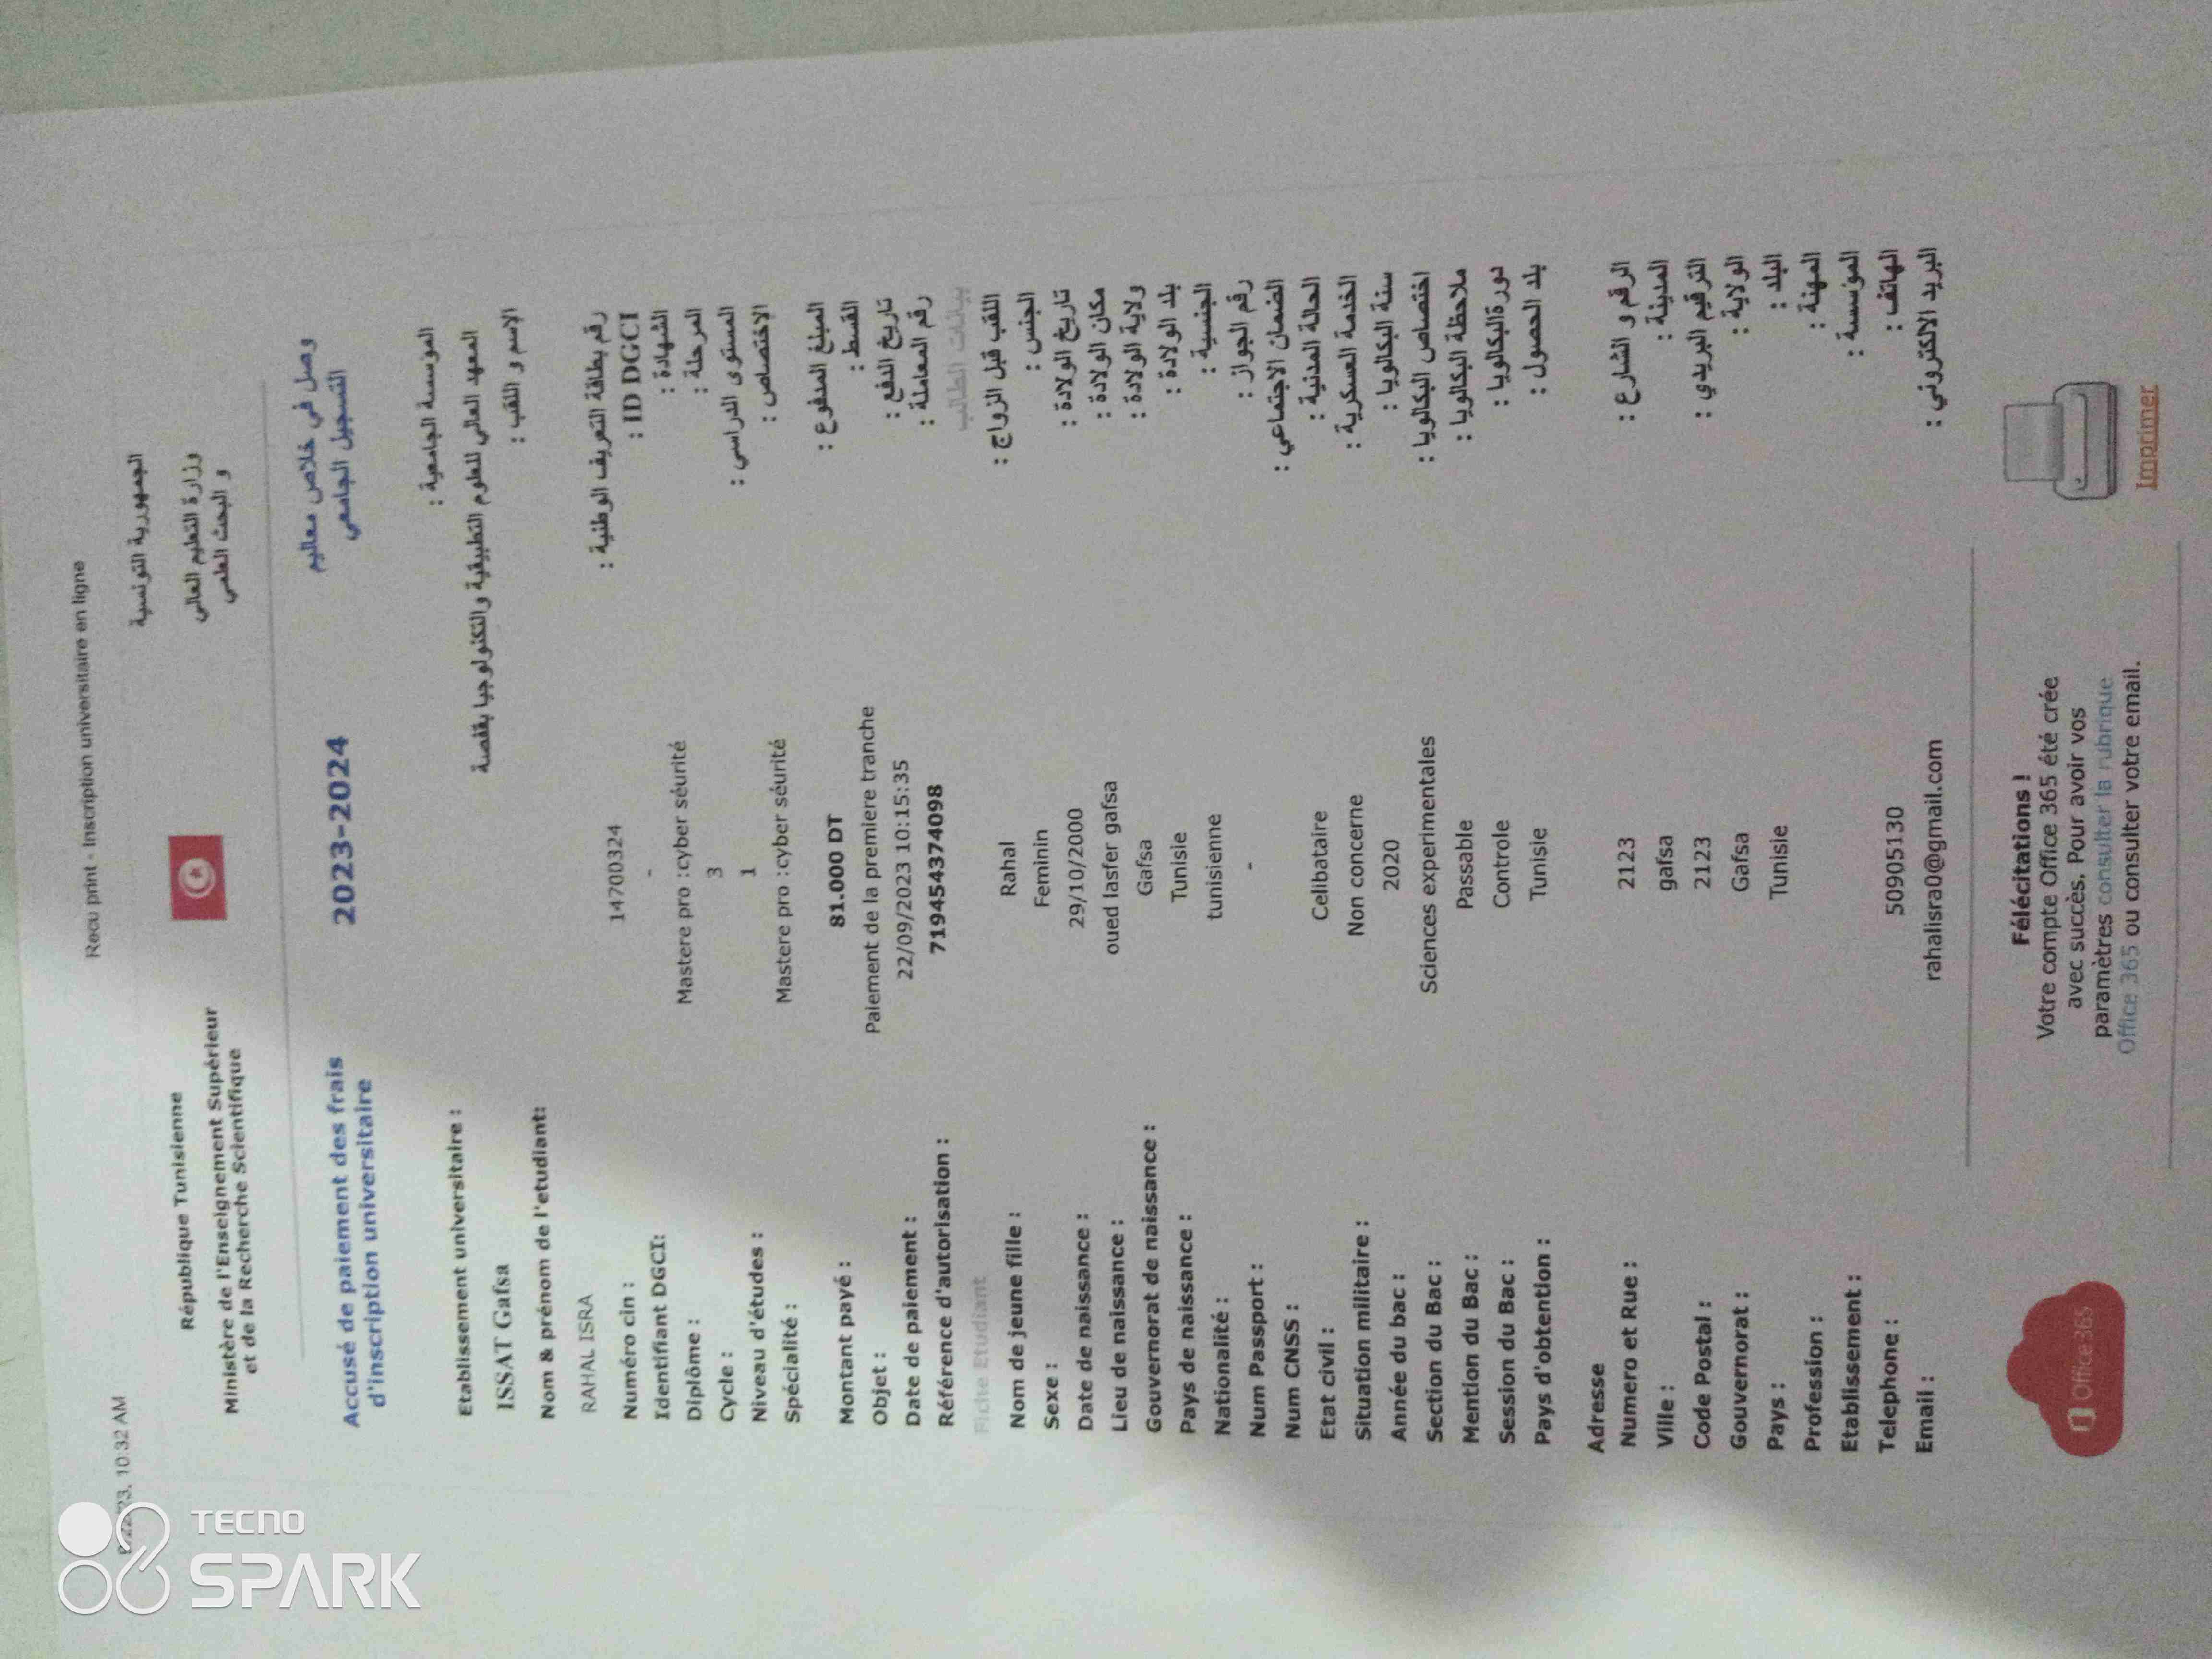 10:32 AM
Recu print - Inscription universitaire en ligne
République Tunisienne
الجمهورية التونسية
Ministère de l'Enseignement Supérieur
et de la Recherche Scientifique
وزارة التعليم العالي
و البحث العلمي
Accusé de paiement des frais
d'inscription universitaire
2023-2024
وصل في خلاص معاليم
التسجيل الجامعي
Etablissement universitaire :
المؤسسة الجامعية :
ISSAT Gafsa
المعهد العالي للعلوم التطبيقية والتكنولوجيا بقفصة
Nom & prénom de l'etudiant:
الإسم و اللقب :
RAHAL ISRA
Numéro cin : 14700324 رقم بطاقة التعريف الوطنية :
Identifiant DGCI: - ID DGCI :
Diplôme : Mastere pro :cyber sésurité الشهادة :
Cycle : 3 المرحلة :
Niveau d'études : 1 المستوى الدراسي :
Spécialité : Mastere pro :cyber sésurité الإختصاص :
Montant payé : 81.000 DT المبلغ المدفوع :
Objet : Paiement de la premiere tranche القسط :
Date de paiement : 22/09/2023 10:15:35 تاريخ الدفع :
Référence d'autorisation : 719454374098 رقم المعاملة :
Fiche Etudiant بيانات الطالب
Nom de jeune fille : Rahal اللقب قبل الزواج :
Sexe : Feminin الجنس :
Date de naissance : 29/10/2000 تاريخ الولادة :
Lieu de naissance : oued lasfer gafsa مكان الولادة :
Gouvernorat de naissance : Gafsa ولاية الولادة :
Pays de naissance : Tunisie بلد الولادة :
Nationalité : tunisienne الجنسية :
Num Passport : - رقم الجواز :
Num CNSS : الضمان الاجتماعي :
Etat civil : Celibataire الحالة المدنية :
Situation militaire : Non concerne الخدمة العسكرية :
Année du bac : 2020 سنة البكالوريا :
Section du Bac : Sciences experimentales اختصاص البكالوريا :
Mention du Bac : Passable ملاحظة البكالوريا :
Session du Bac : Controle دورةالبكالوريا :
Pays d'obtention : Tunisie بلد الحصول :
Adresse
Numero et Rue : 2123 الرقم و الشارع :
Ville : gafsa المدينة :
Code Postal : 2123 الترقيم البريدي :
Gouvernorat : Gafsa الولاية :
Pays : Tunisie البلد :
Profession : المهنة :
Etablissement : المؤسسة :
Telephone : 50905130 الهاتف :
Email : rahalisra0@gmail.com البريد الالكتروني :
Office 365
Félécitations !
Votre compte Office 365 été crée
avec succès. Pour avoir vos
paramètres consulter la rubrique
Office 365 ou consulter votre email.
Imprimer
TECNO
SPARK